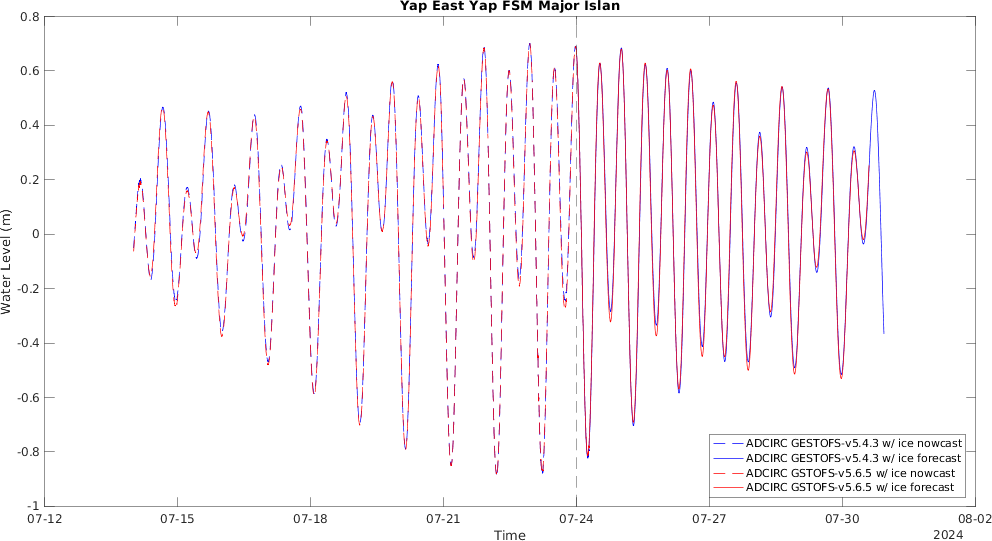 Yap East Yap FSM Major Islan
0.8
0.6
0.4
0.2
0
-0.2
-0.4
-0.6
-0.8
-1
Water Level (m)
07-12
07-15
07-18
07-21
07-24
07-27
07-30
08-02
Time
2024
ADCIRC GESTOFS-v5.4.3 w/ ice nowcast
ADCIRC GESTOFS-v5.4.3 w/ ice forecast
ADCIRC GSTOFS-v5.6.5 w/ ice nowcast
ADCIRC GSTOFS-v5.6.5 w/ ice forecast